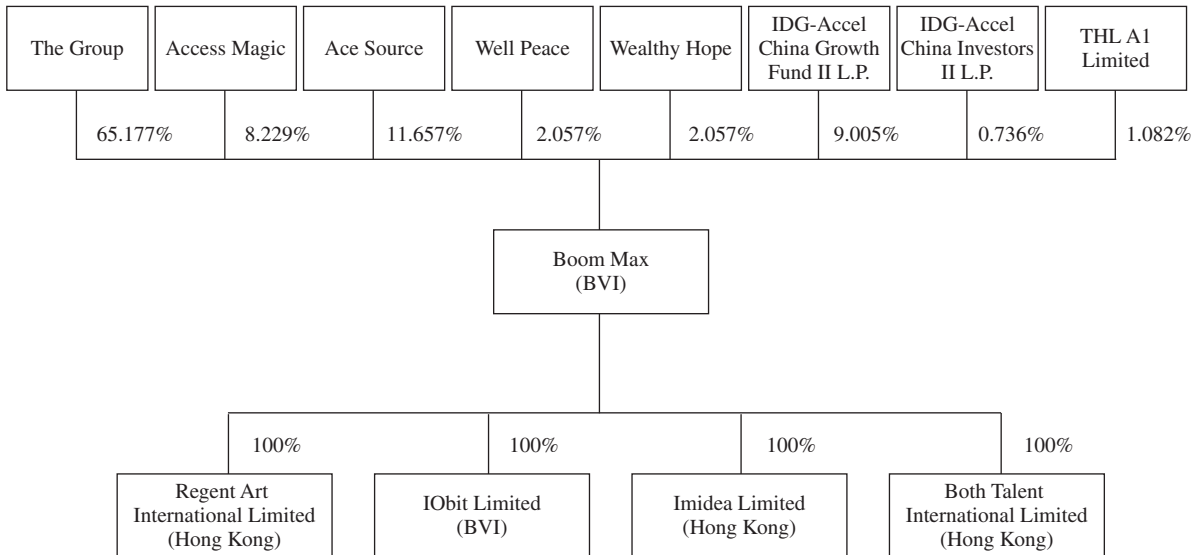 The Group
Access Magic
Ace Source
Well Peace
Wealthy Hope
IDG-Accel
China Growth
Fund II L.P.
IDG-Accel
China Investors
II L.P.
THL A1
Limited
65.177%
8.229%
11.657%
2.057%
2.057%
9.005%
0.736%
1.082%
Boom Max
(BVI)
100%
100%
100%
100%
Regent Art
International Limited
(Hong Kong)
IObit Limited
(BVI)
Imidea Limited
(Hong Kong)
Both Talent
International Limited
(Hong Kong)